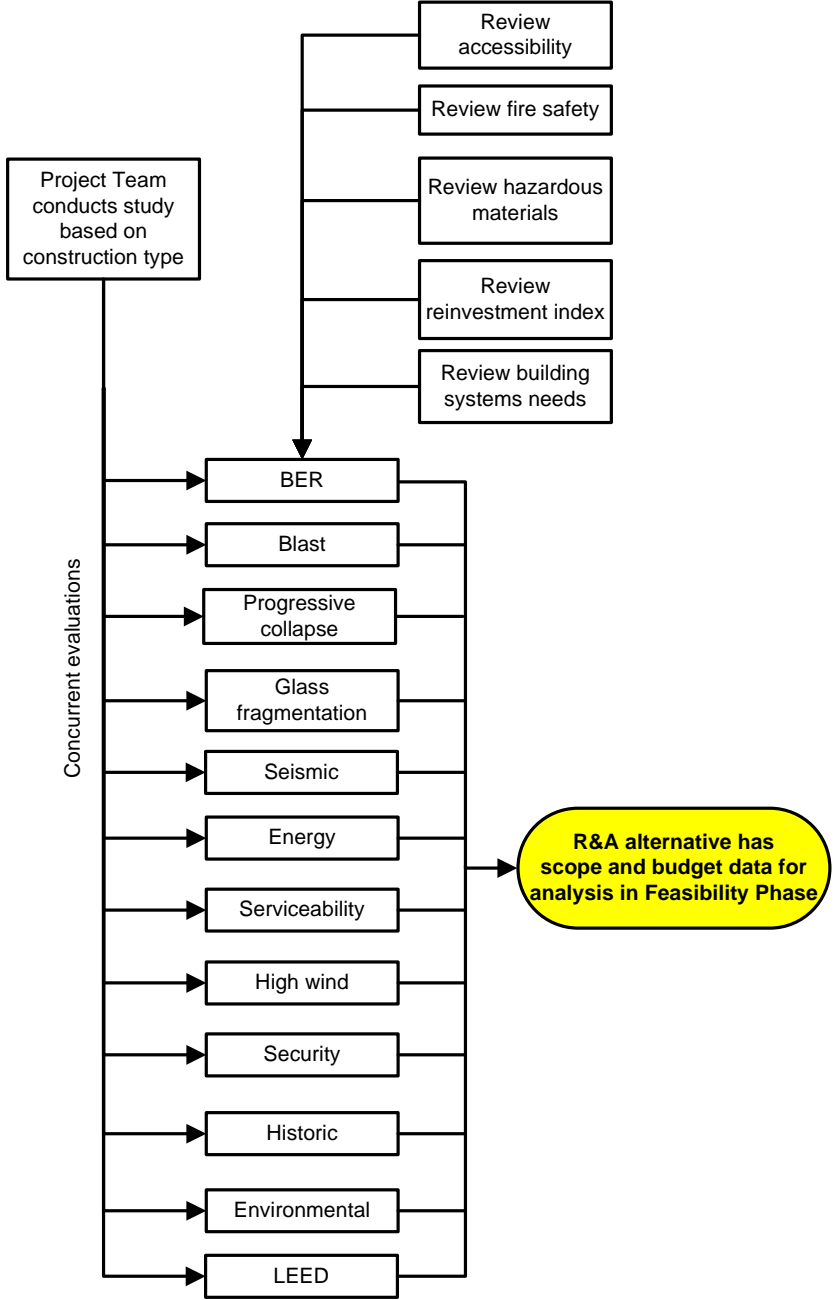 Review
accessibility
Review fire safety
Project Team
conducts study
based on
construction type
Review hazardous
materials
Review
reinvestment index
Review building
systems needs
Concurrent evaluations
BER
Blast
Progressive
collapse
Glass
fragmentation
Seismic
Energy
Serviceability
High wind
Security
Historic
Environmental
LEED
R&A alternative has
scope and budget data for
analysis in Feasibility Phase